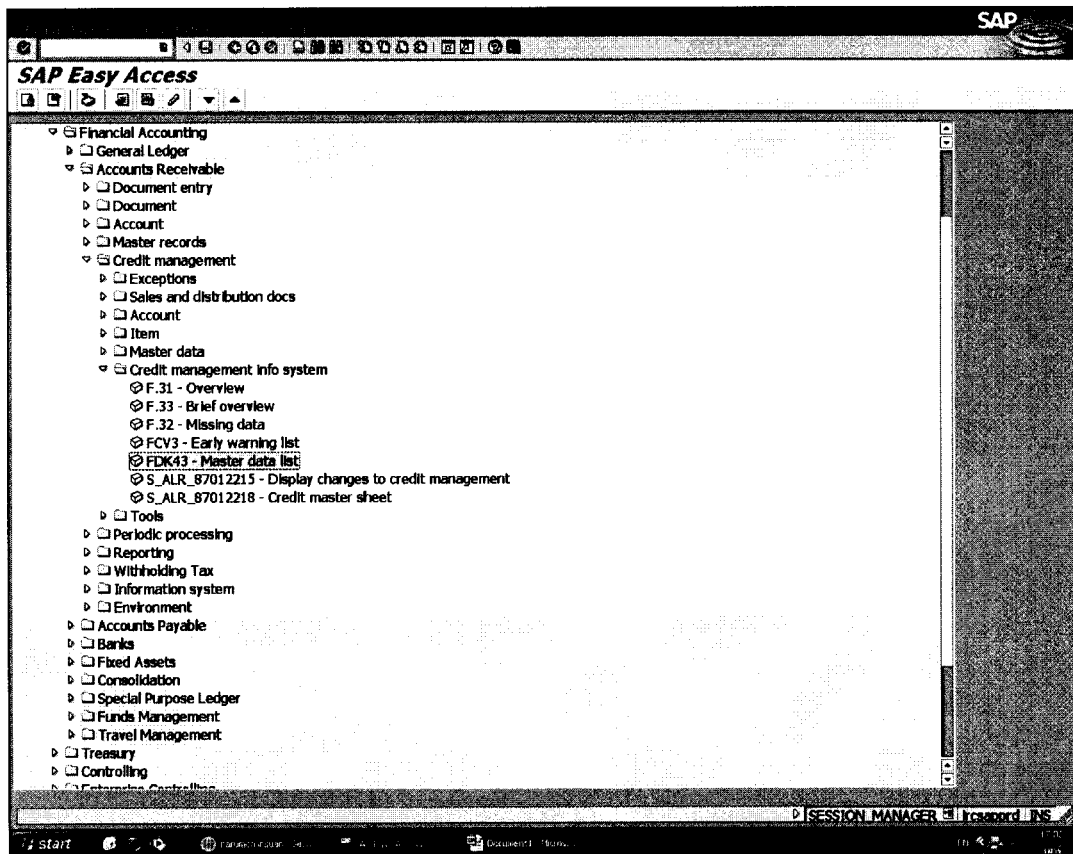 SAP
SAP Easy Access
Financial Accounting
General Ledger
Accounts Receivable
Document entry
Document
Account
Master records
Credit management
Exceptions
Sales and distribution docs
Account
Item
Master data
Credit management info system
F.31 - Overview
F.33 - Brief overview
F.32 - Missing data
FCV3 - Early warning list
FDK43 - Master data list
S_ALR_87012215 - Display changes to credit management
S_ALR_87012218 - Credit master sheet
Tools
Periodic processing
Reporting
Withholding Tax
Information system
Environment
Accounts Payable
Banks
Fixed Assets
Consolidation
Special Purpose Ledger
Funds Management
Travel Management
Treasury
Controlling
Enterprise Controlling
SESSION_MANAGER INS
start Document1